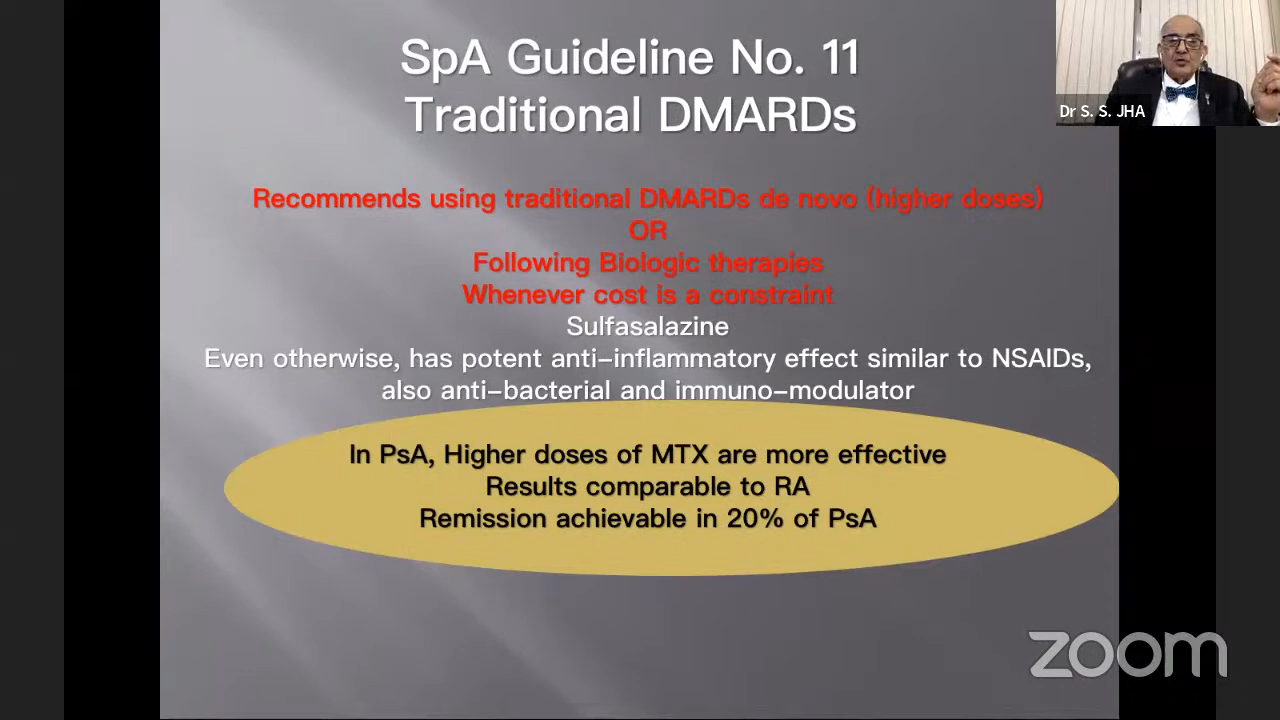 SpA Guideline No. 11
Traditional DMARDs
Dr S. S. JHA
Recommends using traditional DMARDs de novo (higher doses)
OR
Following Biologic therapies
Whenever cost is a constraint
Sulfasalazine
Even otherwise, has potent anti–inflammatory effect similar to NSAIDs,
also anti–bacterial and immuno–modulator
In PsA, Higher doses of MTX are more effective
Results comparable to RA
Remission achievable in 20% of PsA
zoom